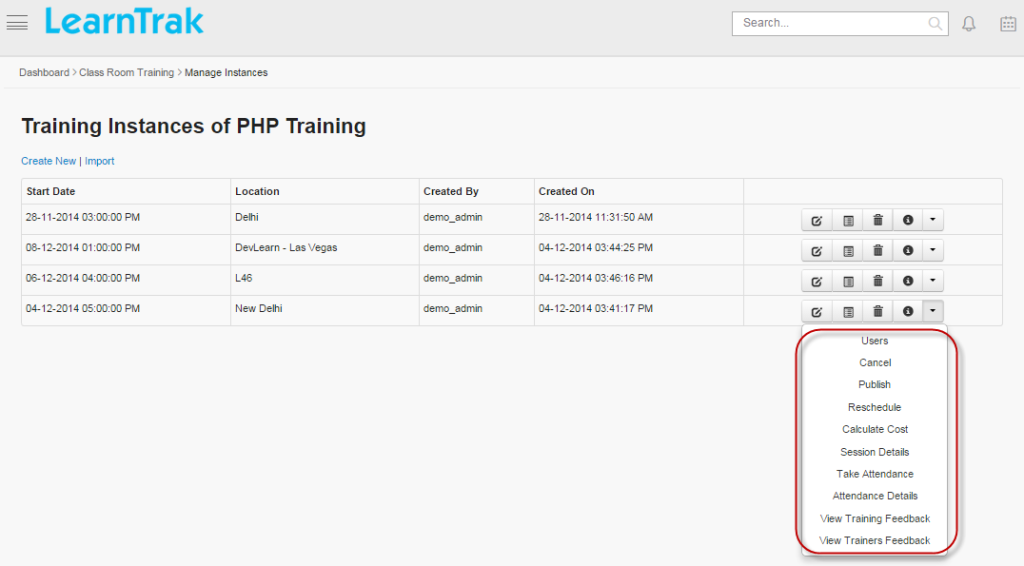 LearnTrak
Search...
Dashboard > Class Room Training > Manage Instances
Training Instances of PHP Training
Create New | Import
Start Date Location Created By Created On
28-11-2014 03:00:00 PM Delhi demo_admin 28-11-2014 11:31:50 AM
08-12-2014 01:00:00 PM DevLearn - Las Vegas demo_admin 04-12-2014 03:44:25 PM
06-12-2014 04:00:00 PM L46 demo_admin 04-12-2014 03:46:16 PM
04-12-2014 05:00:00 PM New Delhi demo_admin 04-12-2014 03:41:17 PM
Users
Cancel
Publish
Reschedule
Calculate Cost
Session Details
Take Attendance
Attendance Details
View Training Feedback
View Trainers Feedback